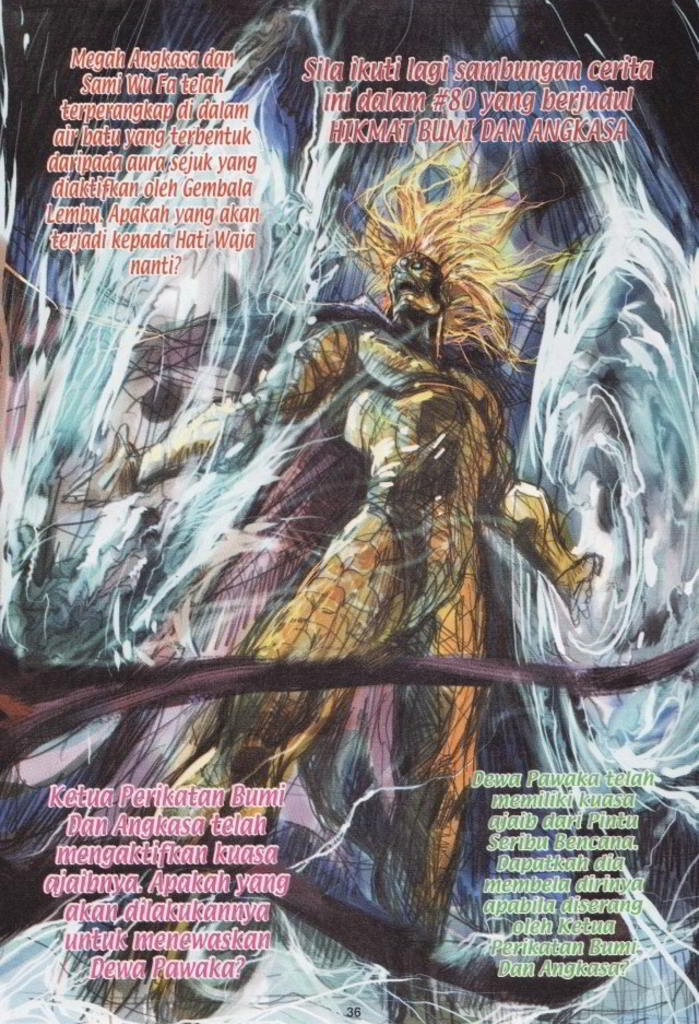 Megah Angkasa dan
Sami Wu Fa telah
terperangkap di dalam
air batu yang terbentuk
daripada aura sejuk yang
diaktifkan oleh Gembala
Lembu. Apakah yang akan
terjadi kepada Hati Waja
nanti?
Sila ikuti lagi sambungan cerita
ini dalam #80 yang berjudul
HIKMAT BUMI DAN ANGKASA
Ketua Perikatan Bumi
Dan Angkasa telah
mengaktifkan kuasa
ajaibnya. Apakah yang
akan dilakukannya
untuk menewaskan
Dewa Pawaka?
Dewa Pawaka telah
memiliki kuasa
ajaib dari Pintu
Seribu Bencana.
Dapatkah dia
membela dirinya
apabila diserang
oleh Ketua
Perikatan Bumi
Dan Angkasa?
36